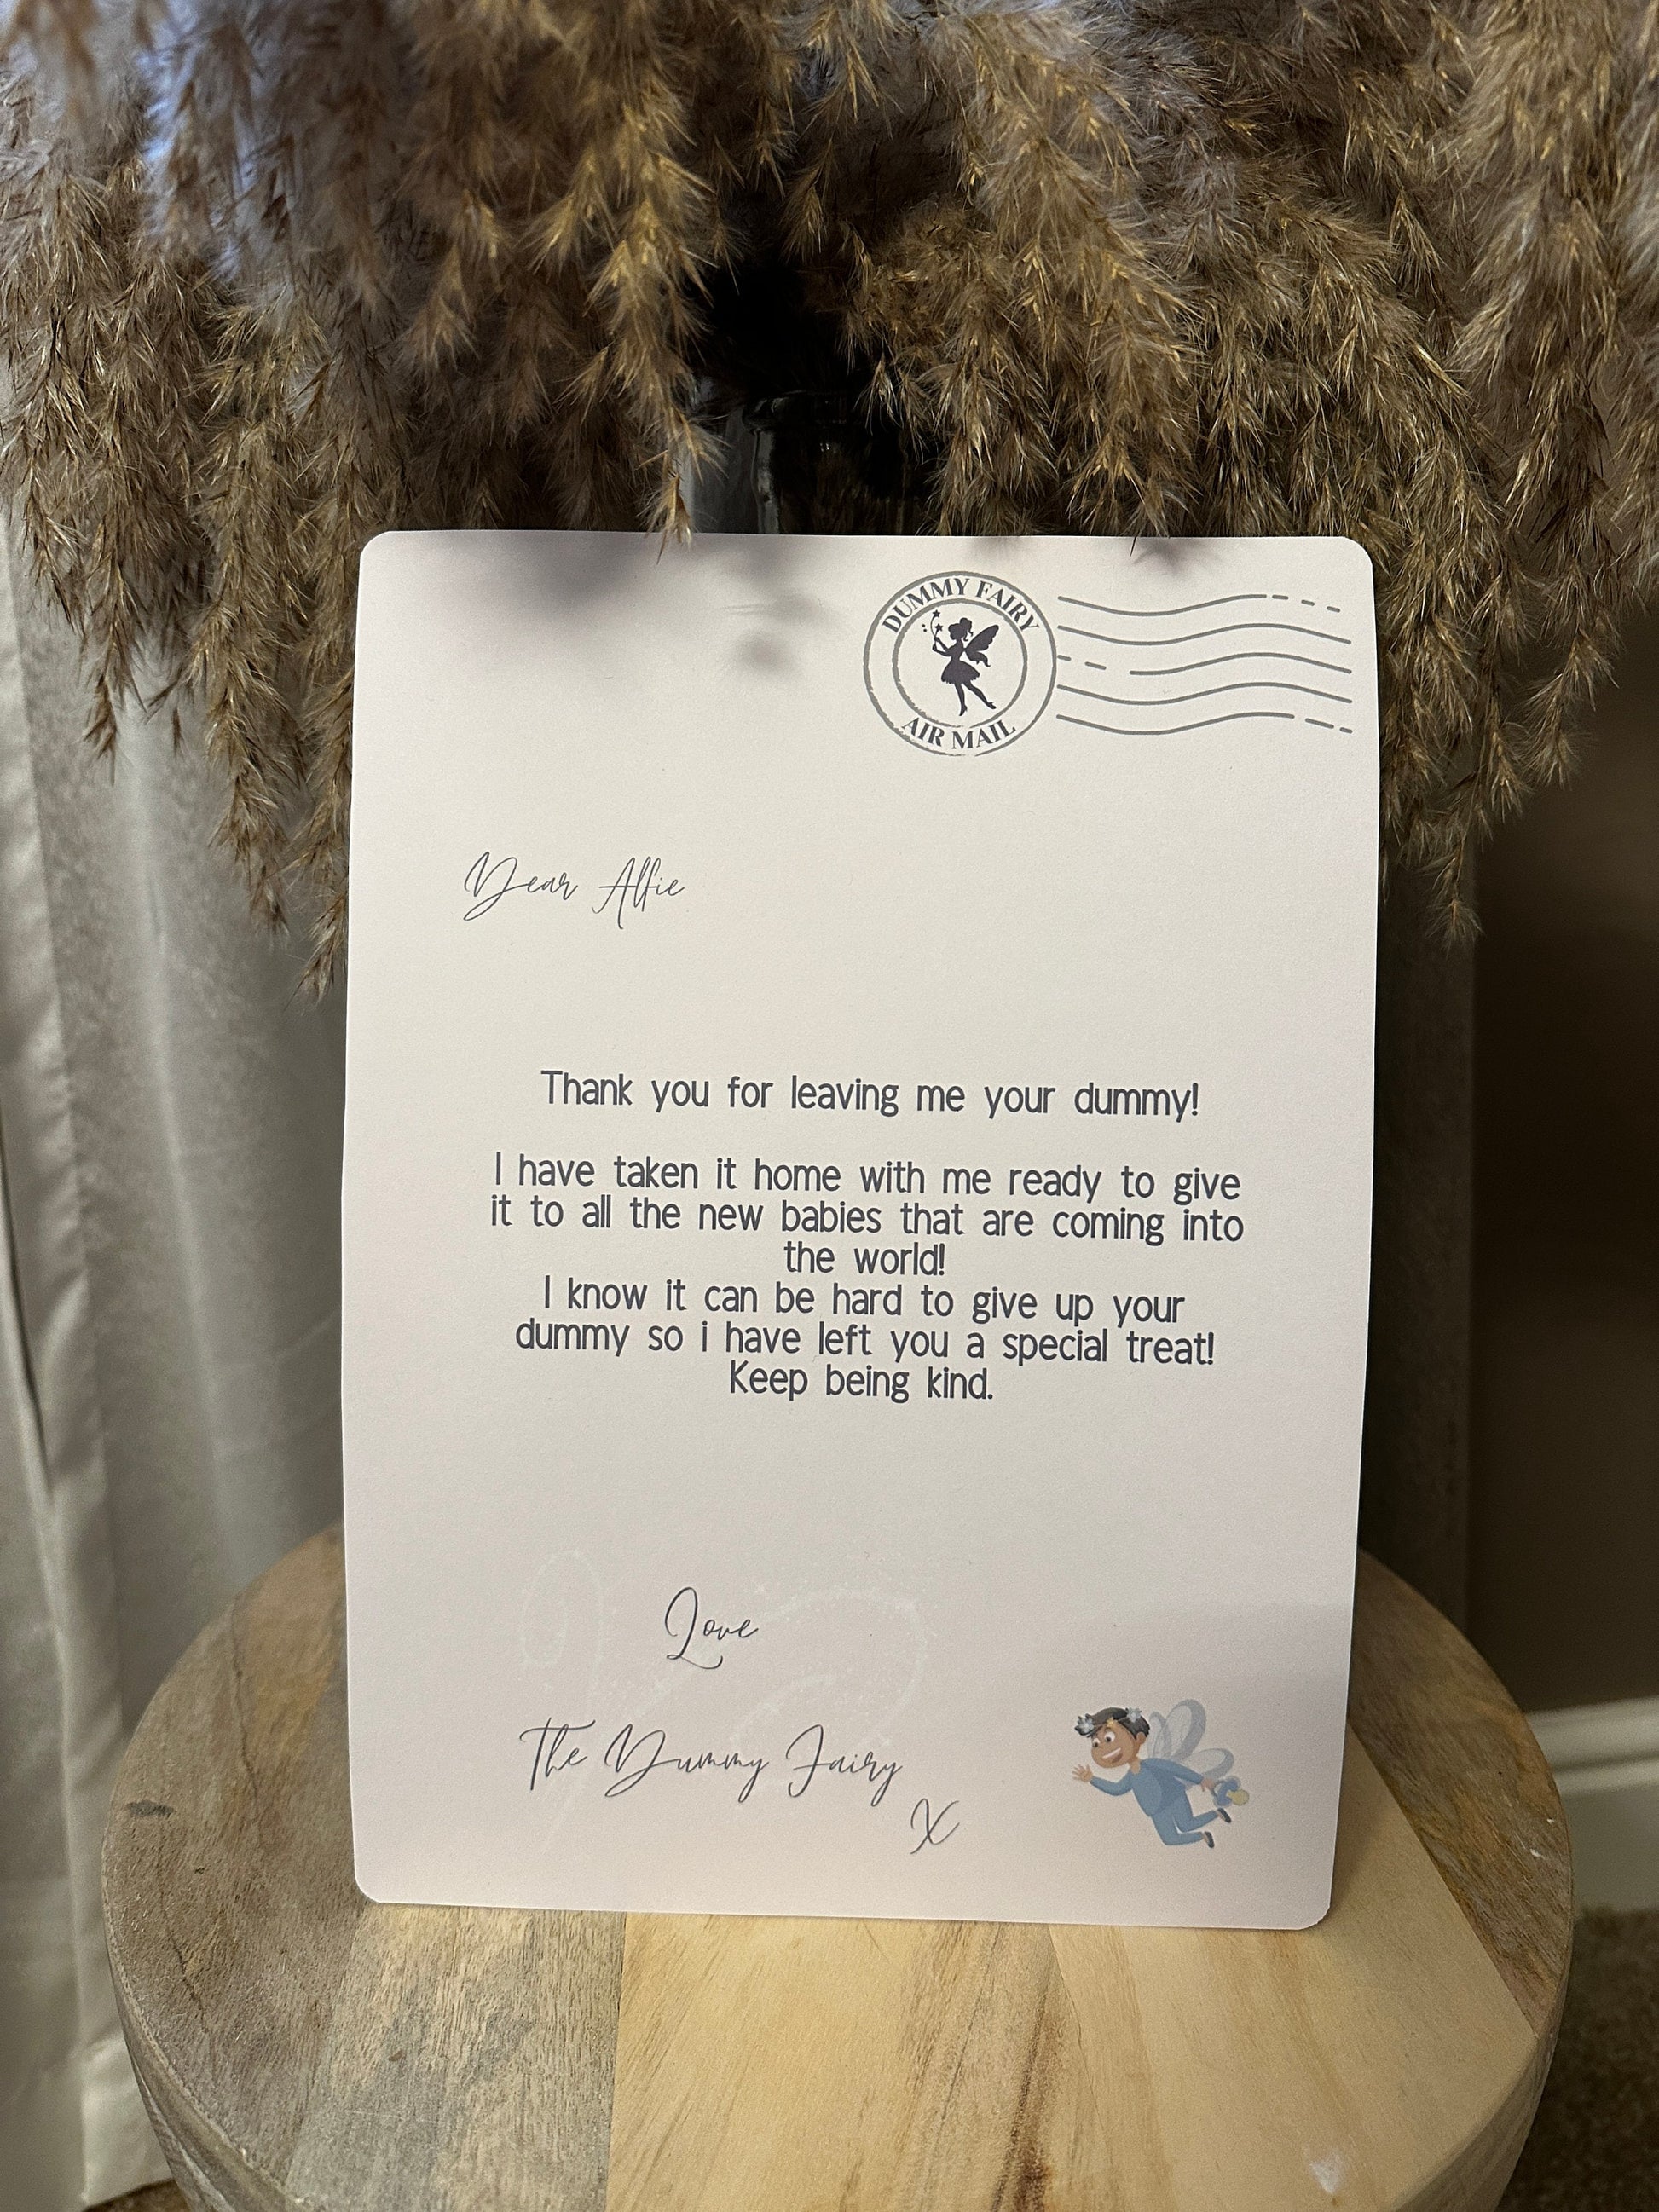 DUMMY FAIRY
AIR MAIL
Dear Alfie
Thank you for leaving me your dummy!
I have taken it home with me ready to give
it to all the new babies that are coming into
the world!
I know it can be hard to give up your
dummy so i have left you a special treat!
Keep being kind.
Love
The Dummy Fairy
X